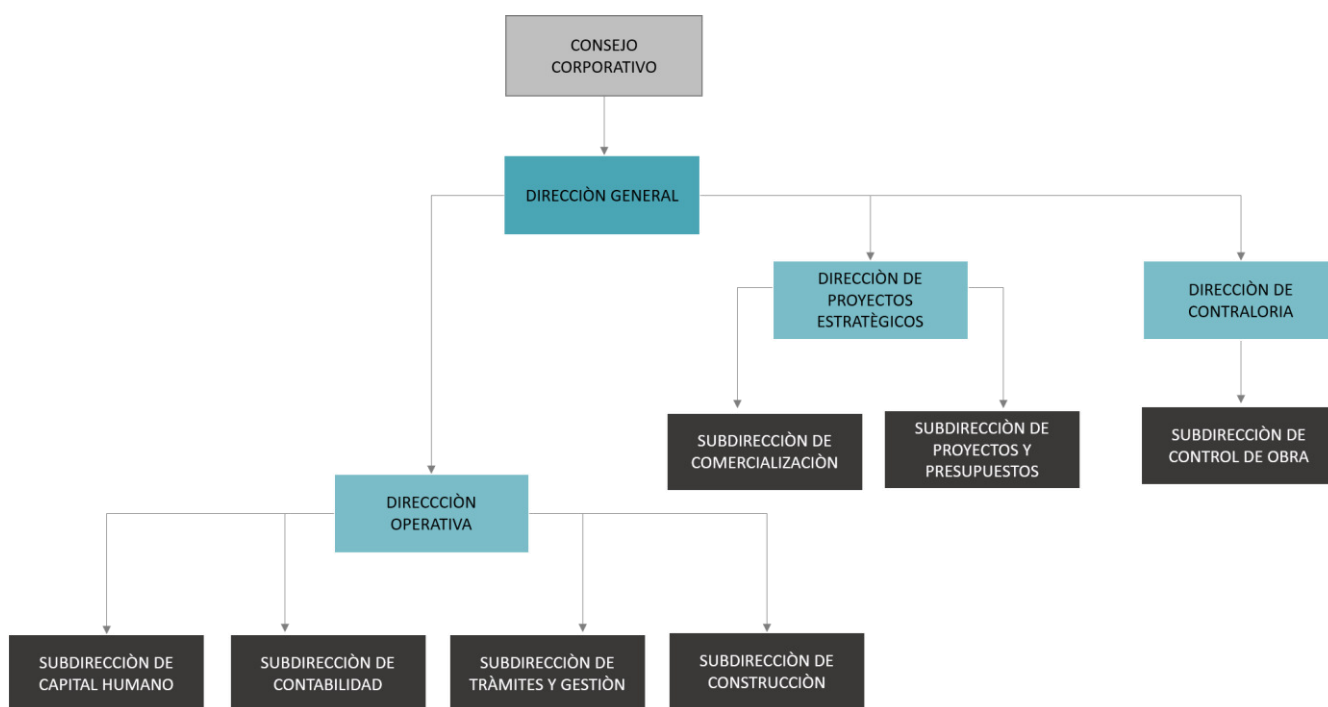 CONSEJO
CORPORATIVO
DIRECCIÒN GENERAL
DIRECCIÒN DE
PROYECTOS
ESTRATÈGICOS
DIRECCIÒN DE
CONTRALORIA
SUBDIRECCIÒN DE
COMERCIALIZACIÒN
SUBDIRECCIÒN DE
PROYECTOS Y
PRESUPUESTOS
SUBDIRECCIÒN DE
CONTROL DE OBRA
DIRECCCIÒN
OPERATIVA
SUBDIRECCIÒN DE
CAPITAL HUMANO
SUBDIRECCIÒN DE
CONTABILIDAD
SUBDIRECCIÒN DE
TRÀMITES Y GESTIÒN
SUBDIRECCIÒN DE
CONSTRUCCIÒN